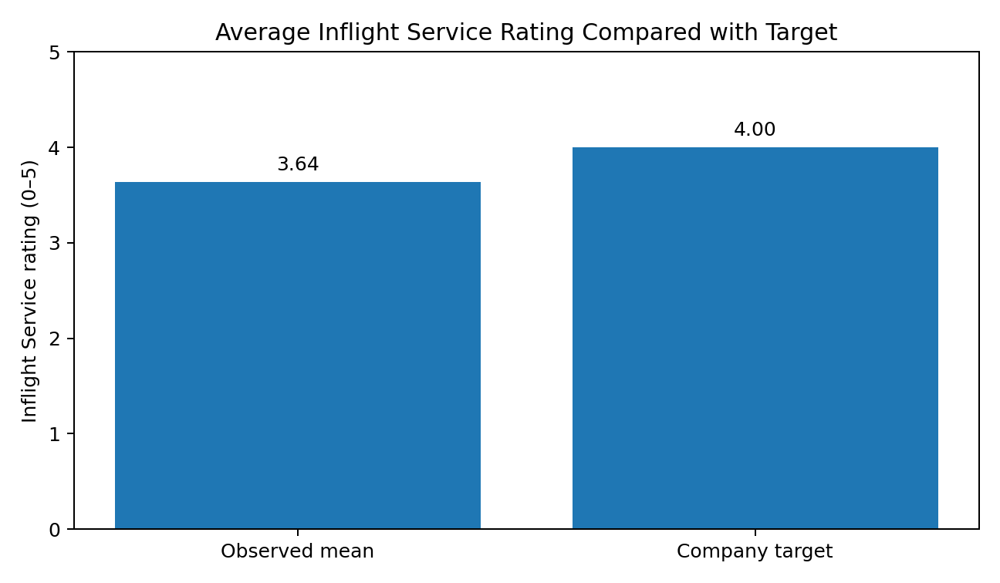 Average Inflight Service Rating Compared with Target
Inflight Service rating (0–5)
5
4
3
2
1
0
3.64
4.00
Observed mean
Company target